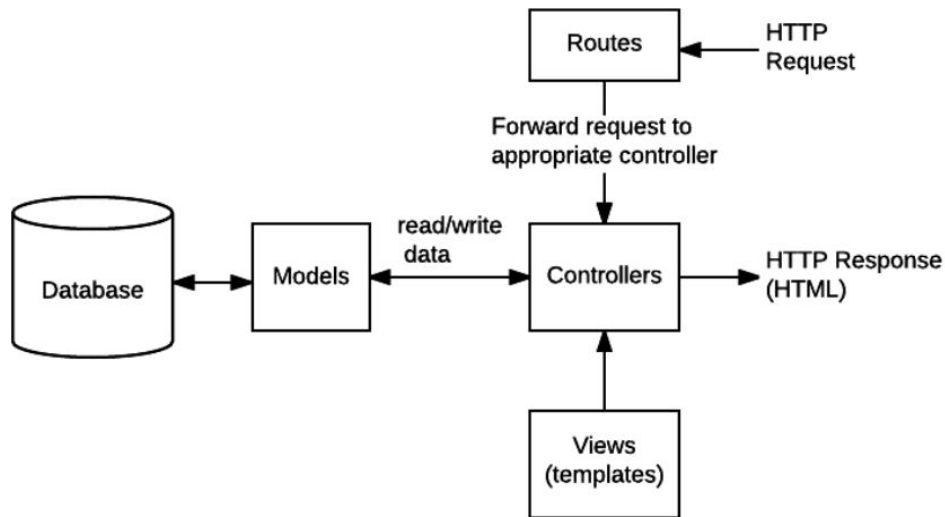 Routes
HTTP
Request
Forward request to
appropriate controller
read/write
data
Database
Models
Controllers
HTTP Response
(HTML)
Views
(templates)